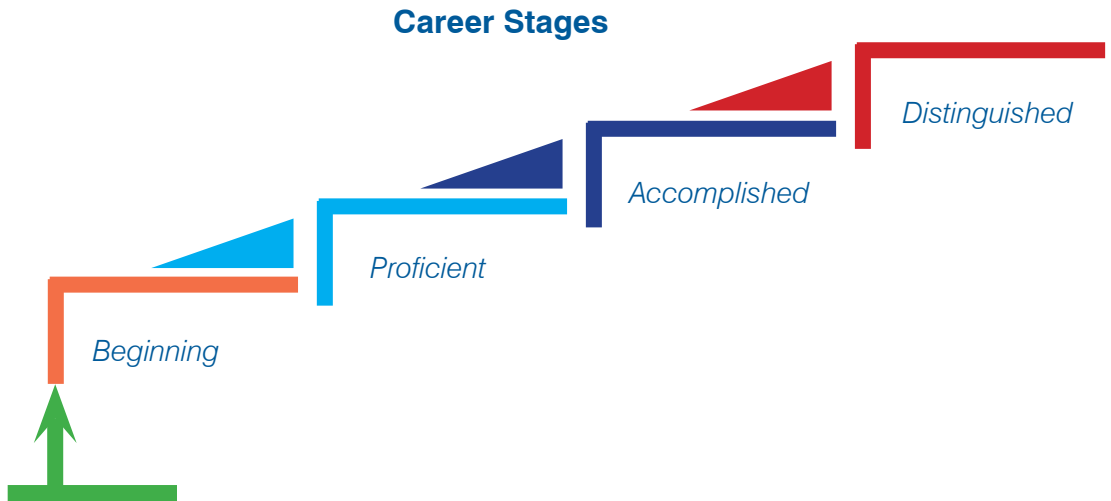 Career Stages
Distinguished
Accomplished
Proficient
Beginning